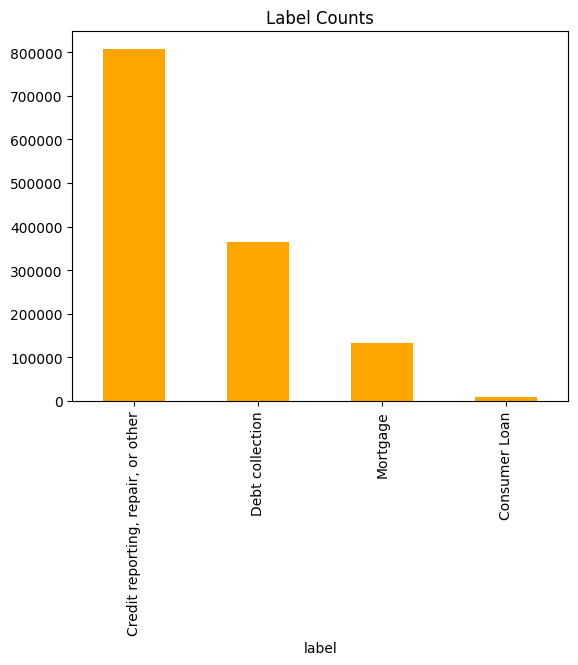 Label Counts
800000
700000
600000
500000
400000
300000
200000
100000
0
Credit reporting, repair, or other
Debt collection
Mortgage
Consumer Loan
label